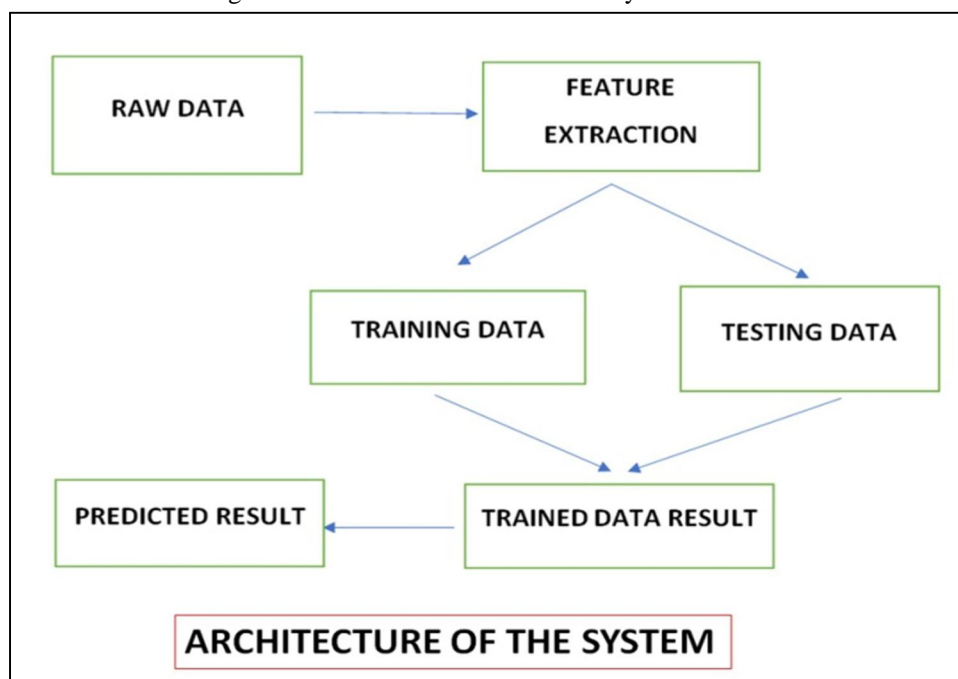 RAW DATA
FEATURE
EXTRACTION
TRAINING DATA
TESTING DATA
PREDICTED RESULT
TRAINED DATA RESULT
ARCHITECTURE OF THE SYSTEM